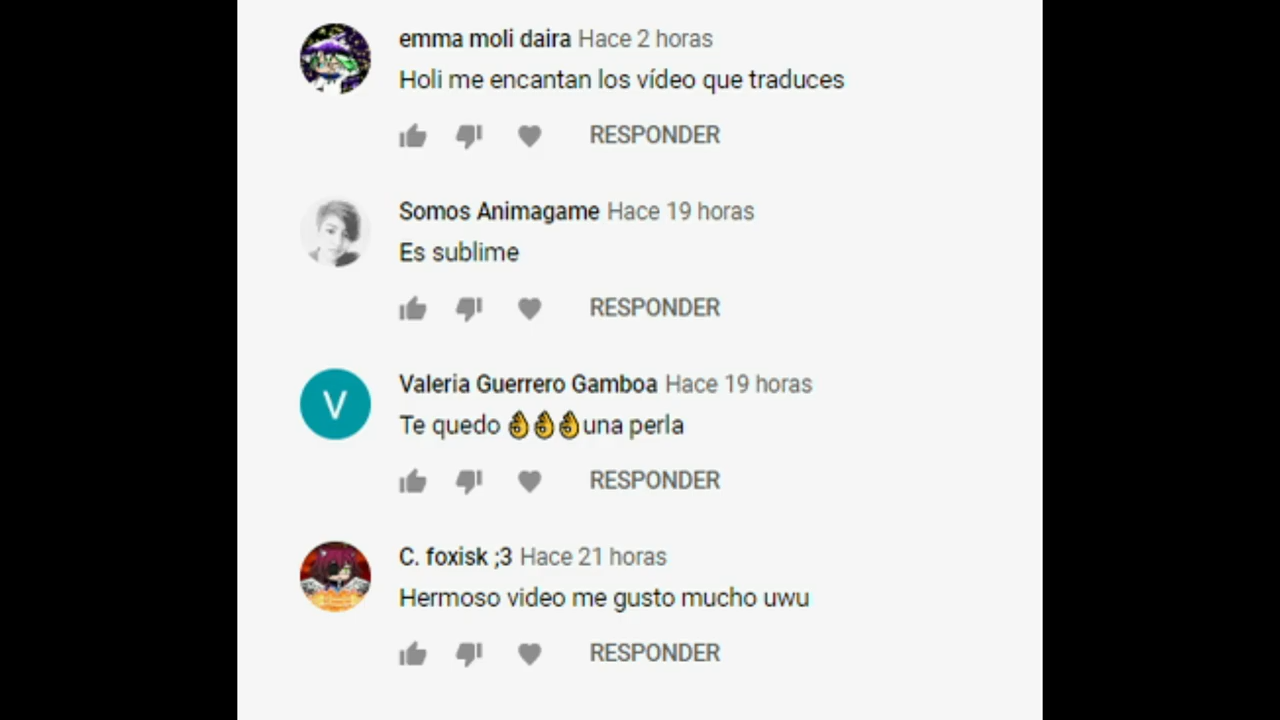 emma moli daira Hace 2 horas
Holi me encantan los vídeo que traduces
RESPONDER
Somos Animagame Hace 19 horas
Es sublime
RESPONDER
V
Valeria Guerrero Gamboa Hace 19 horas
Te quedo 👌👌👌una perla
RESPONDER
C. foxisk ;3 Hace 21 horas
Hermoso video me gusto mucho uwu
RESPONDER